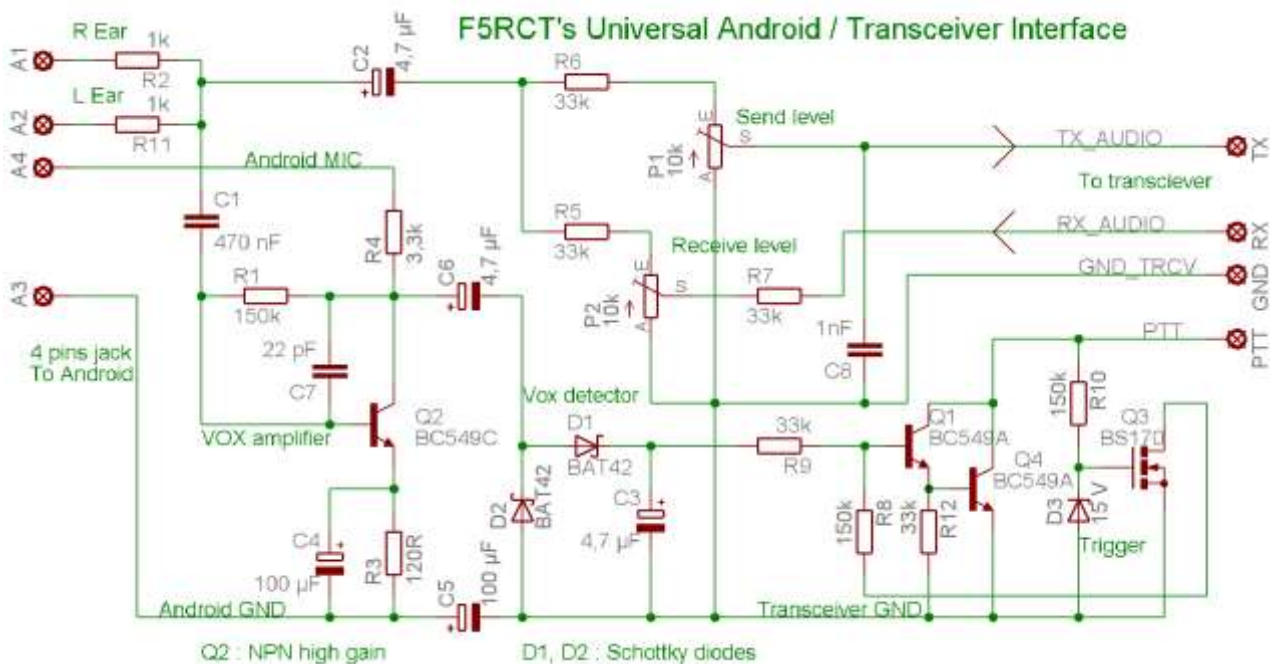 F5RCT's Universal Android / Transceiver Interface
R Ear
A1
1k
R2
C2
4,7 µF
R6
33k
L Ear
A2
1k
R11
A4
Android MIC
E
P1
10k
A
S
Send level
TX_AUDIO
TX
To transciever
C1
470 nF
R4
3,3k
C6
4,7 µF
R5
33k
Receive level
RX_AUDIO
RX
A3
R1
150k
E
P2
10k
A
S
R7
33k
GND_TRCV
GND
4 pins jack
To Android
22 pF
C7
1nF
C8
PTT
PTT
VOX amplifier
Q2
BC549C
Vox detector
D1
BAT42
33k
R9
Q1
BC549A
150k
R10
Q3
BS170
Q4
BC549A
D2
BAT42
C3
4,7 µF
150k
R8
33k
R12
D3
15 V
Trigger
C4
100 µF
R3
120R
C5
100 µF
Android GND
Transceiver GND
Q2 : NPN high gain
D1, D2 : Schottky diodes